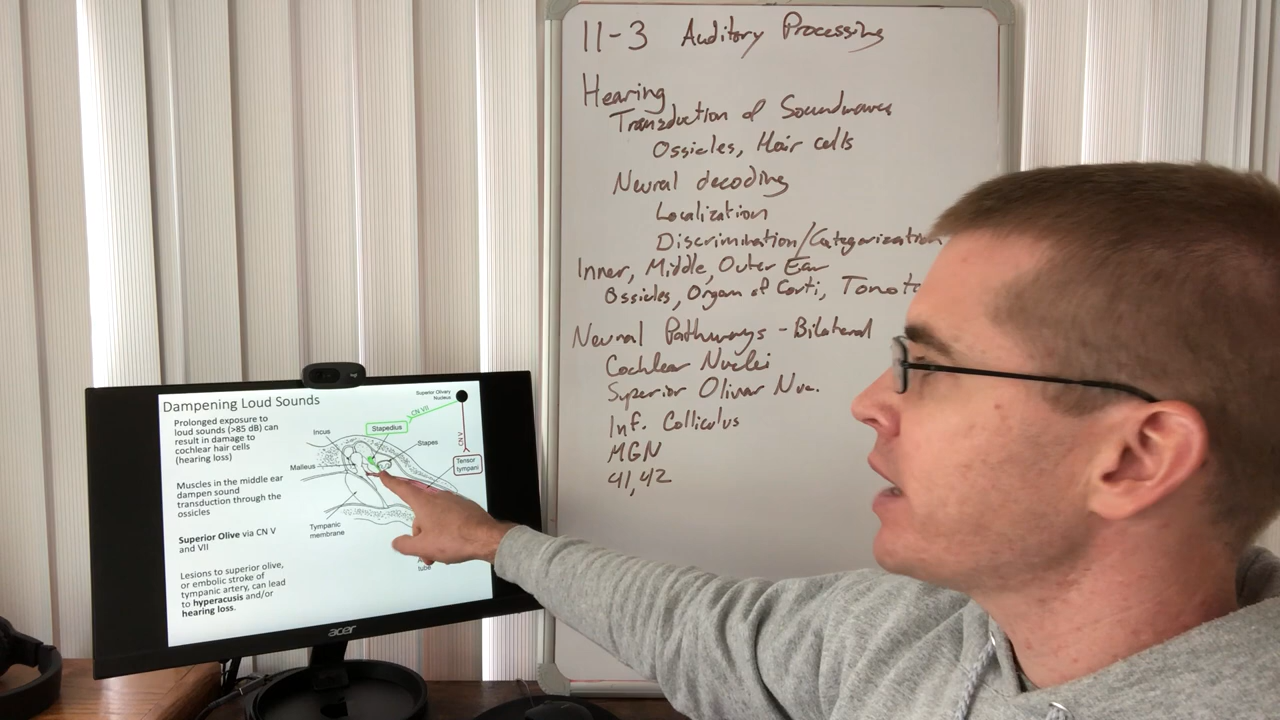 11-3 Auditory Processing
Hearing
Transduction of Soundwaves
Ossicles, Hair cells
Neural decoding
Localization
Discrimination/Categorization
Inner, Middle, Outer Ear
Ossicles, Organ of Corti,
Neural Pathways - Bilateral
Cochlear Nuclei
Superior Olivar Nuc.
Inf. Colliculus
MGN
41,42
Dampening Loud Sounds
Prolonged exposure to
loud sounds (>85 dB) can
result in damage to
cochlear hair cells
(hearing loss)
Muscles in the middle ear
dampen sound
transduction through the
ossicles
Superior Olive via CN V
and VII
Lesions to superior olive,
or embolic stroke of
tympanic artery, can lead
to hyperacusis and/or
hearing loss.
Superior Olivary
Nucleus
CN VII
Stapedius
Incus
Stapes
CN V
Malleus
Tensor
tympani
Tympanic
membrane
tube
acer